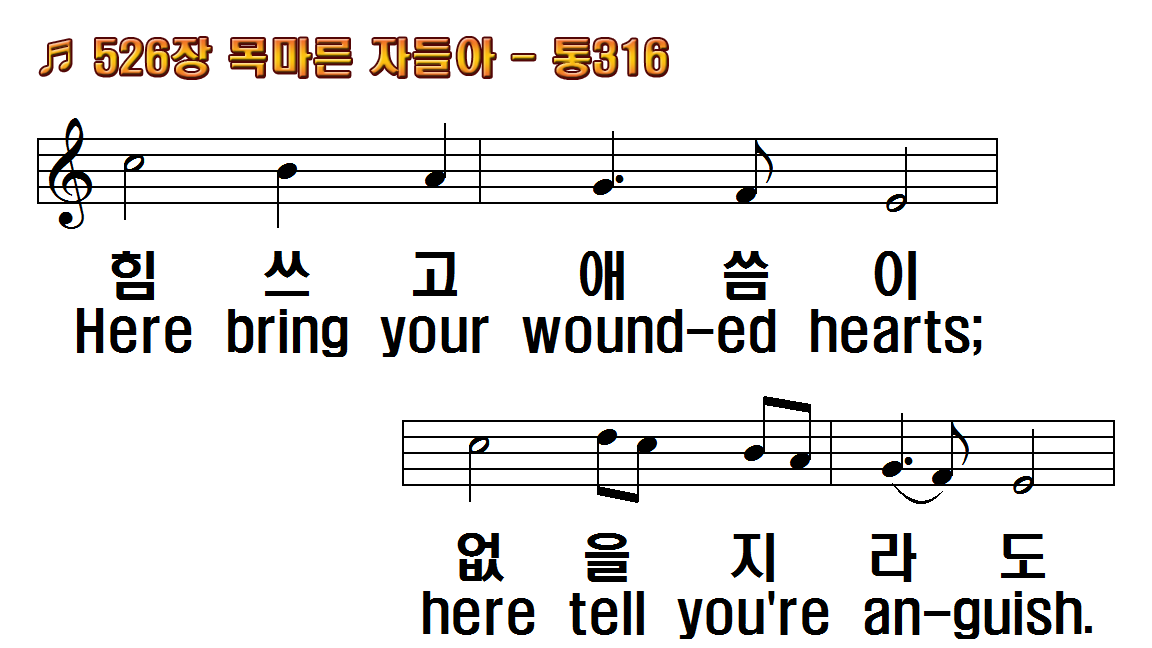 ♬ 526장 목마른 자들아 - 통316
힘 쓰 고 애 씀 이
Here bring your wound-ed hearts;
없 을 지 라 도
here tell you're an-guish.